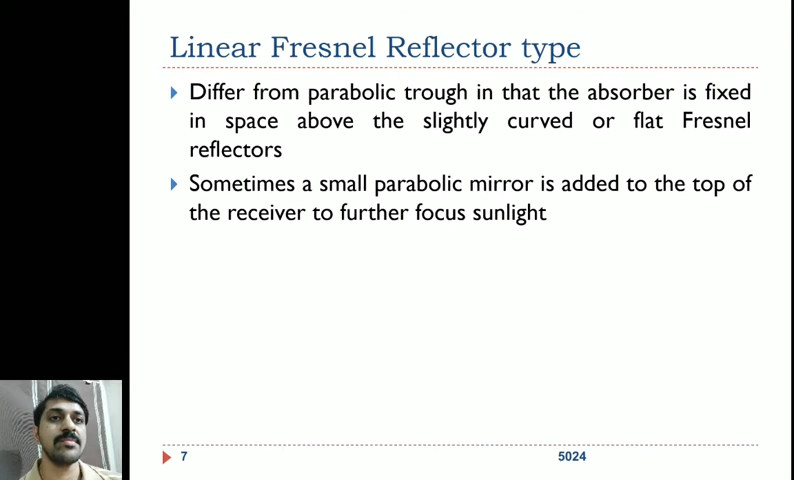 Linear Fresnel Reflector type
Differ from parabolic trough in that the absorber is fixed
in space above the slightly curved or flat Fresnel
reflectors
Sometimes a small parabolic mirror is added to the top of
the receiver to further focus sunlight
7
5024